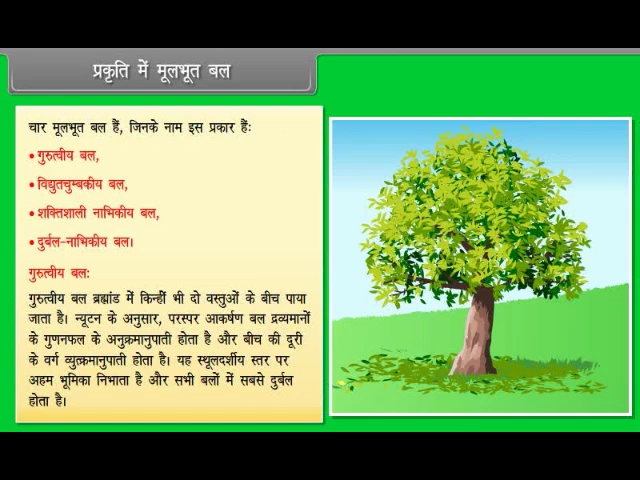 प्रकृति में मूलभूत बल
चार मूलभूत बल हैं, जिनके नाम इस प्रकार हैंः
• गुरुत्वीय बल,
• विद्युतचुम्बकीय बल,
• शक्तिशाली नाभिकीय बल,
• दुर्बल-नाभिकीय बल।
गुरुत्वीय बलः
गुरुत्वीय बल ब्रह्मांड में किन्हीं भी दो वस्तुओं के बीच पाया
जाता है। न्यूटन के अनुसार, परस्पर आकर्षण बल द्रव्यमानों
के गुणनफल के अनुक्रमानुपाती होता है और बीच की दूरी
के वर्ग व्युत्क्रमानुपाती होता है। यह स्थूलदर्शीय स्तर पर
अहम भूमिका निभाता है और सभी बलों में सबसे दुर्बल
होता है।